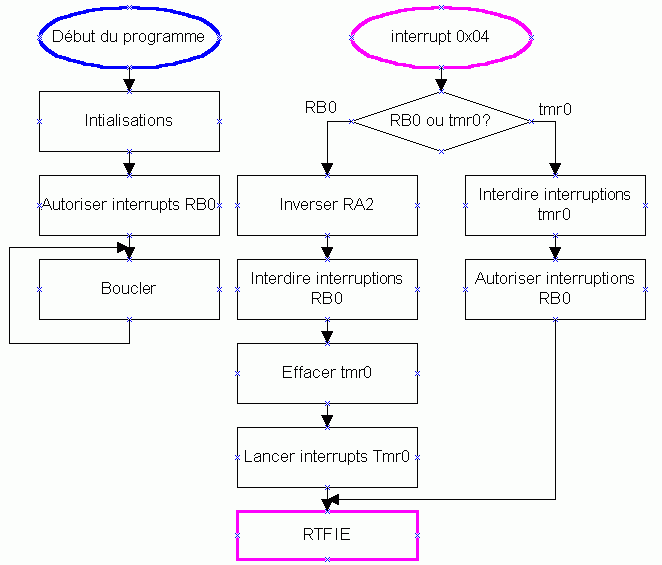 Début du programme
Intialisations
Autoriser interrupts RB0
Boucler
interrupt 0x04
RB0 ou tmr0?
RB0
tmr0
Inverser RA2
Interdire interruptions
RB0
Effacer tmr0
Lancer interrupts Tmr0
Interdire interruptions
tmr0
Autoriser interruptions
RB0
RTFIE